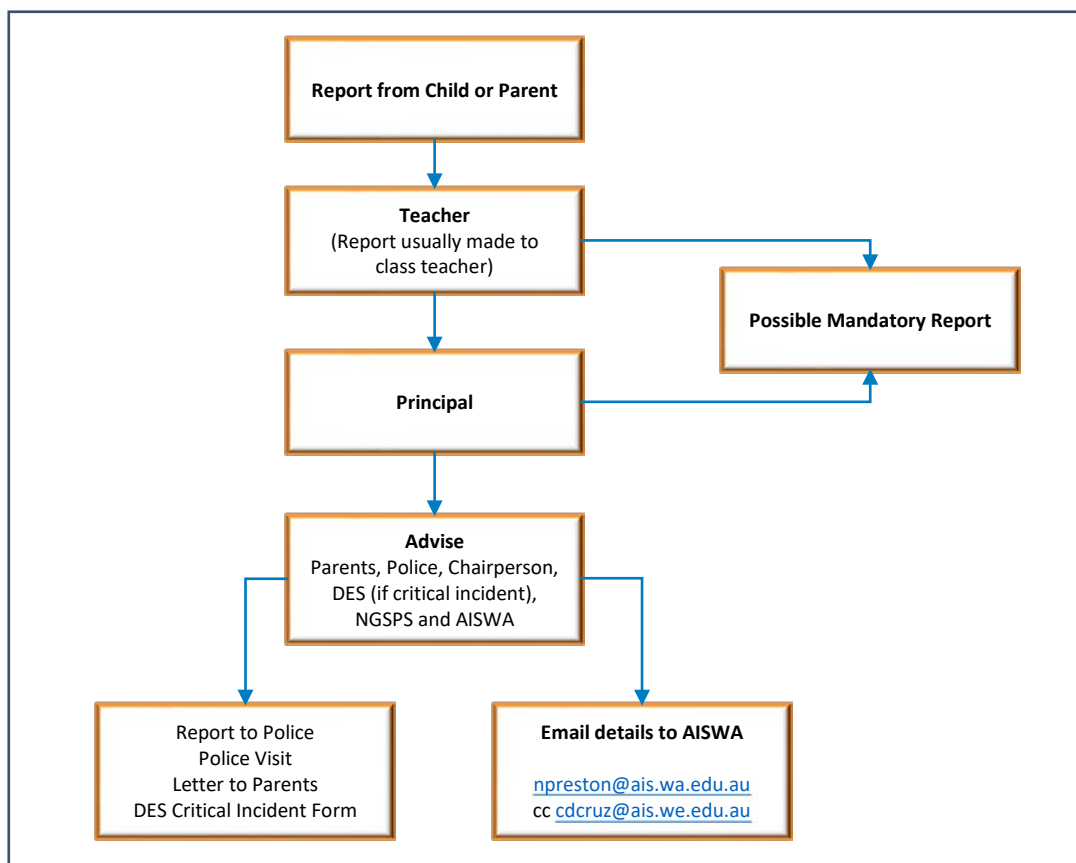 Report from Child or Parent
Teacher
(Report usually made to
class teacher)
Possible Mandatory Report
Principal
Advise
Parents, Police, Chairperson,
DES (if critical incident),
NGSPS and AISWA
Report to Police
Police Visit
Letter to Parents
DES Critical Incident Form
Email details to AISWA
npreston@ais.wa.edu.au
cc cdcruz@ais.we.edu.au